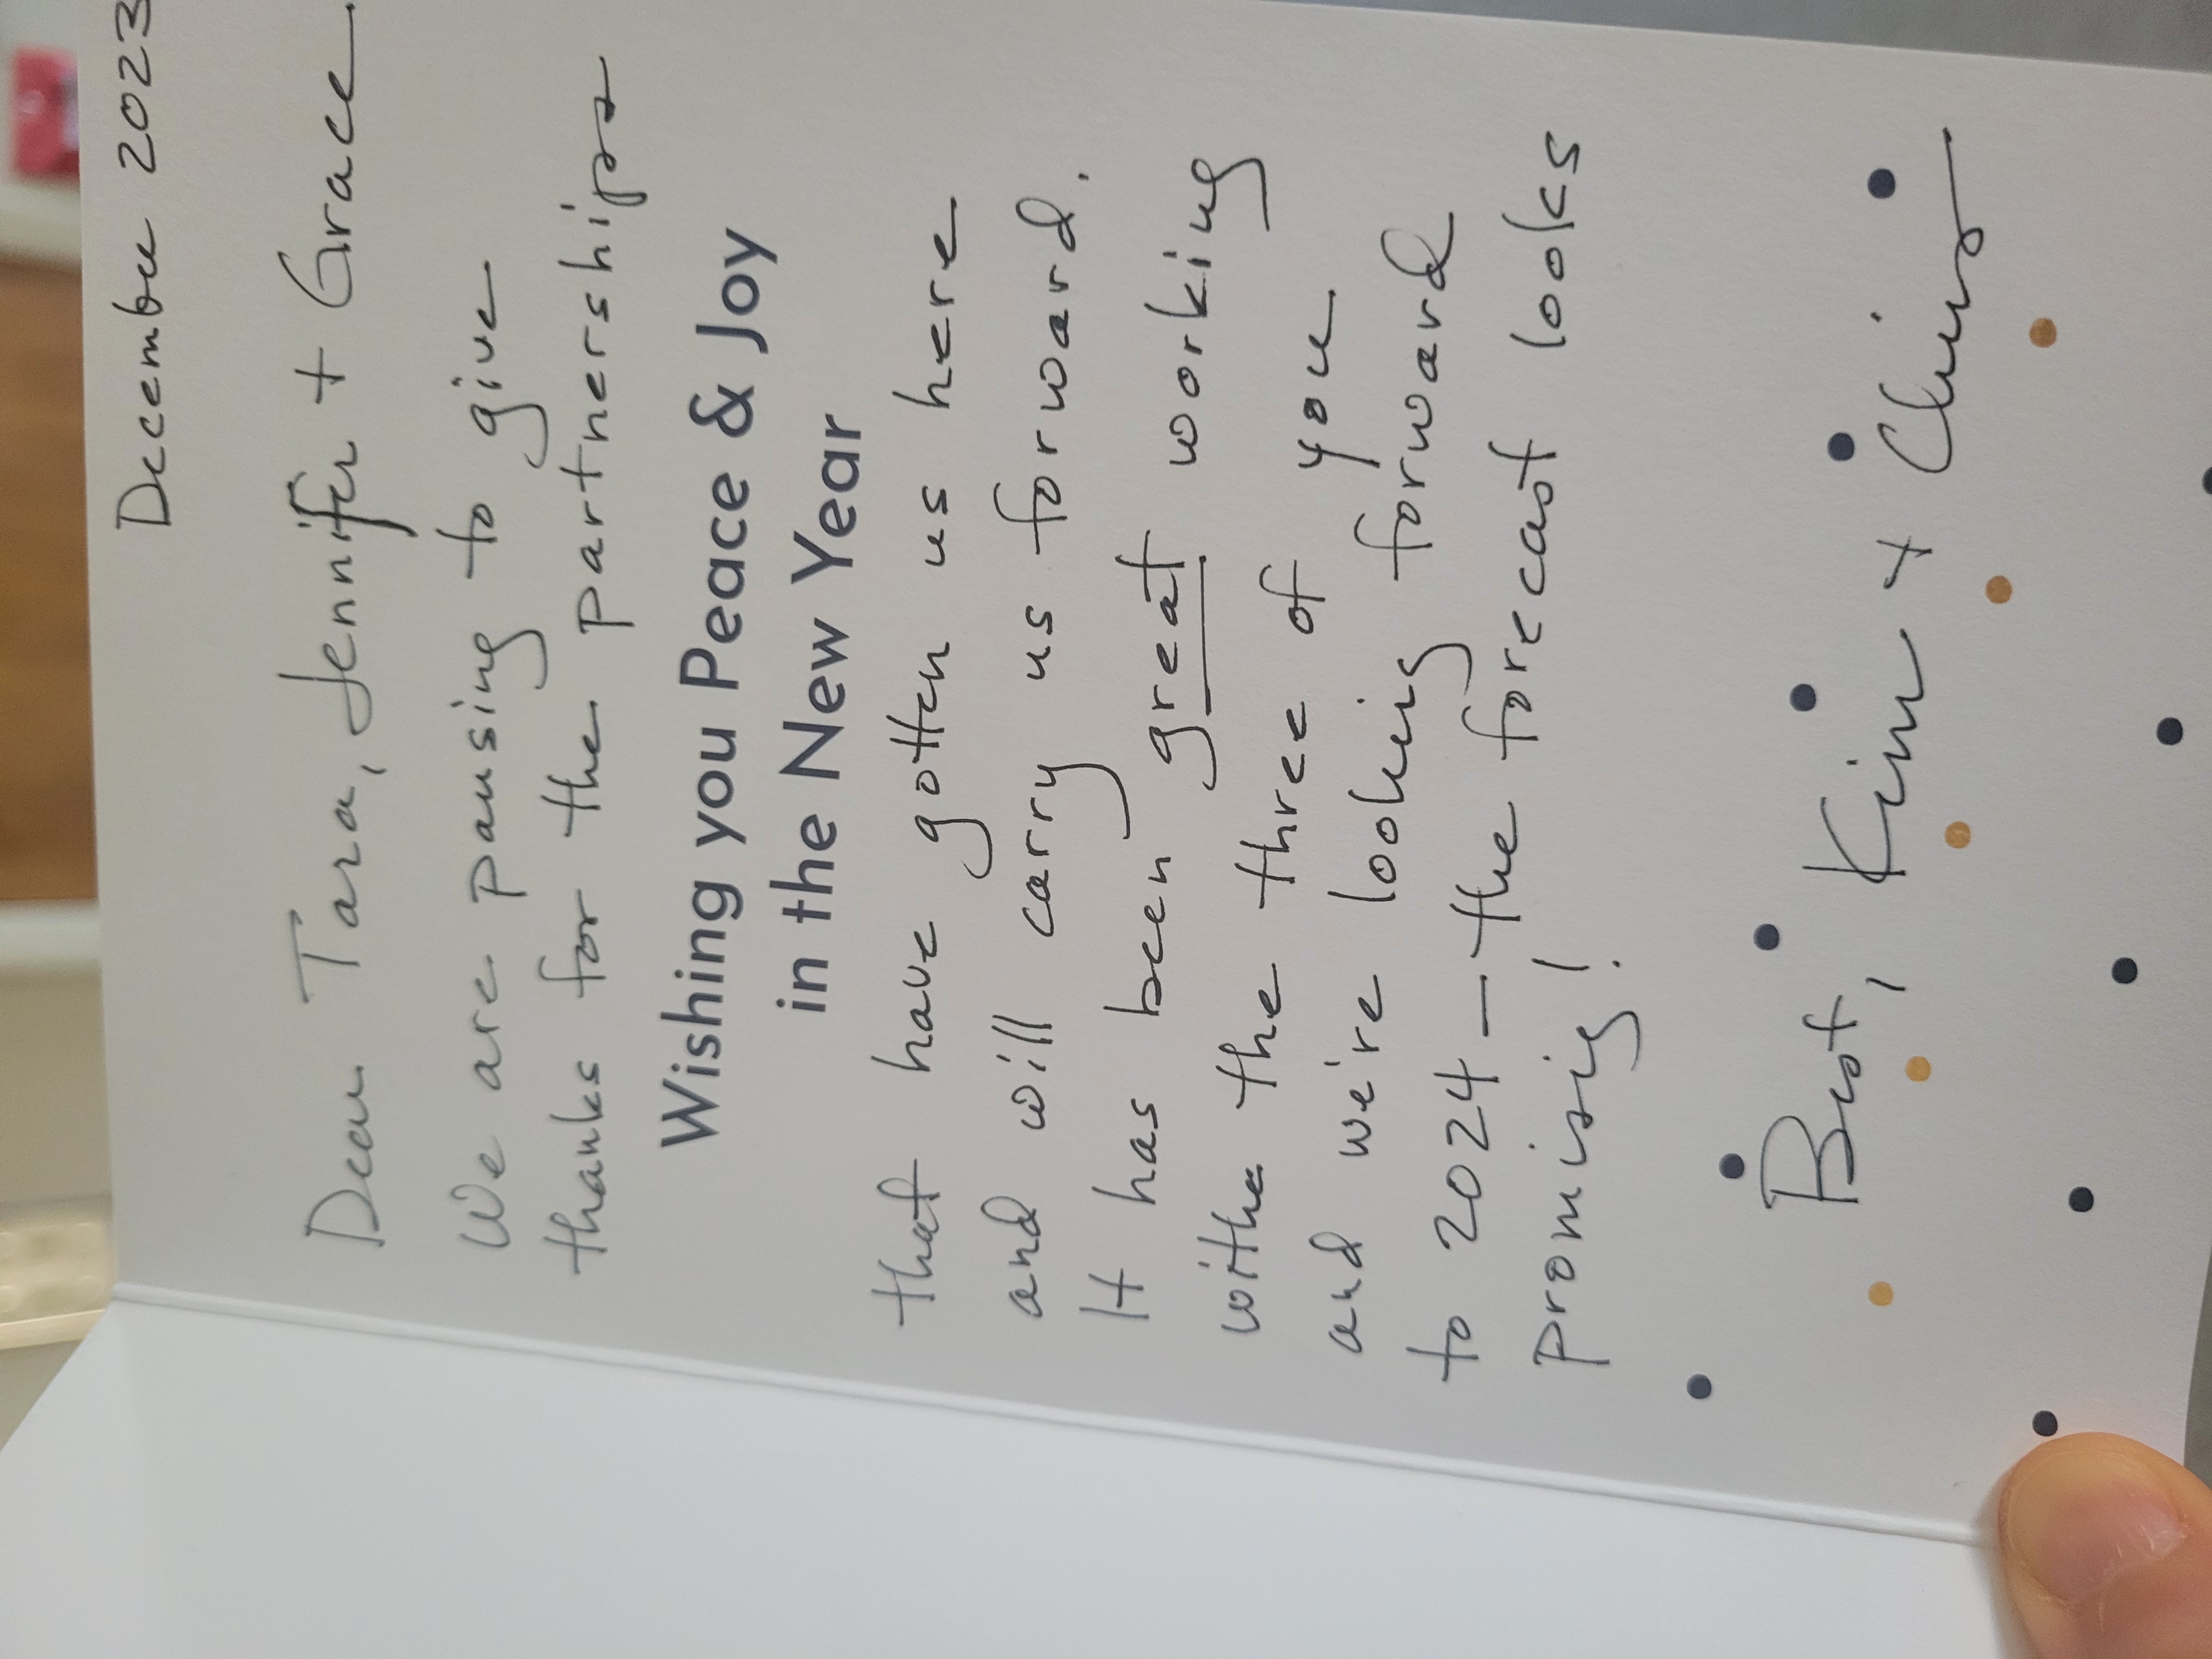 December 2023
Dear Tara, Jennifer + Grace
We are pausing to give
thanks for the partnerships
Wishing you Peace & Joy
in the New Year
that have gotten us here
and will carry us forward.
It has been great working
with the three of you
and we're looking forward
to 2024 — the forecast looks
promising!
Best, Kim + Chris